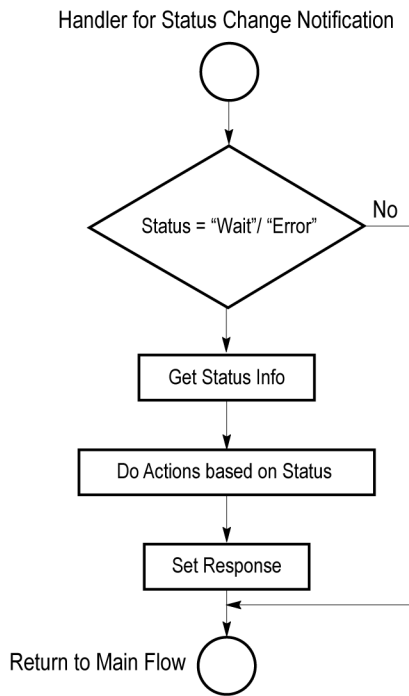 Handler for Status Change Notification
Status = “Wait”/ “Error”
No
Get Status Info
Do Actions based on Status
Set Response
Return to Main Flow